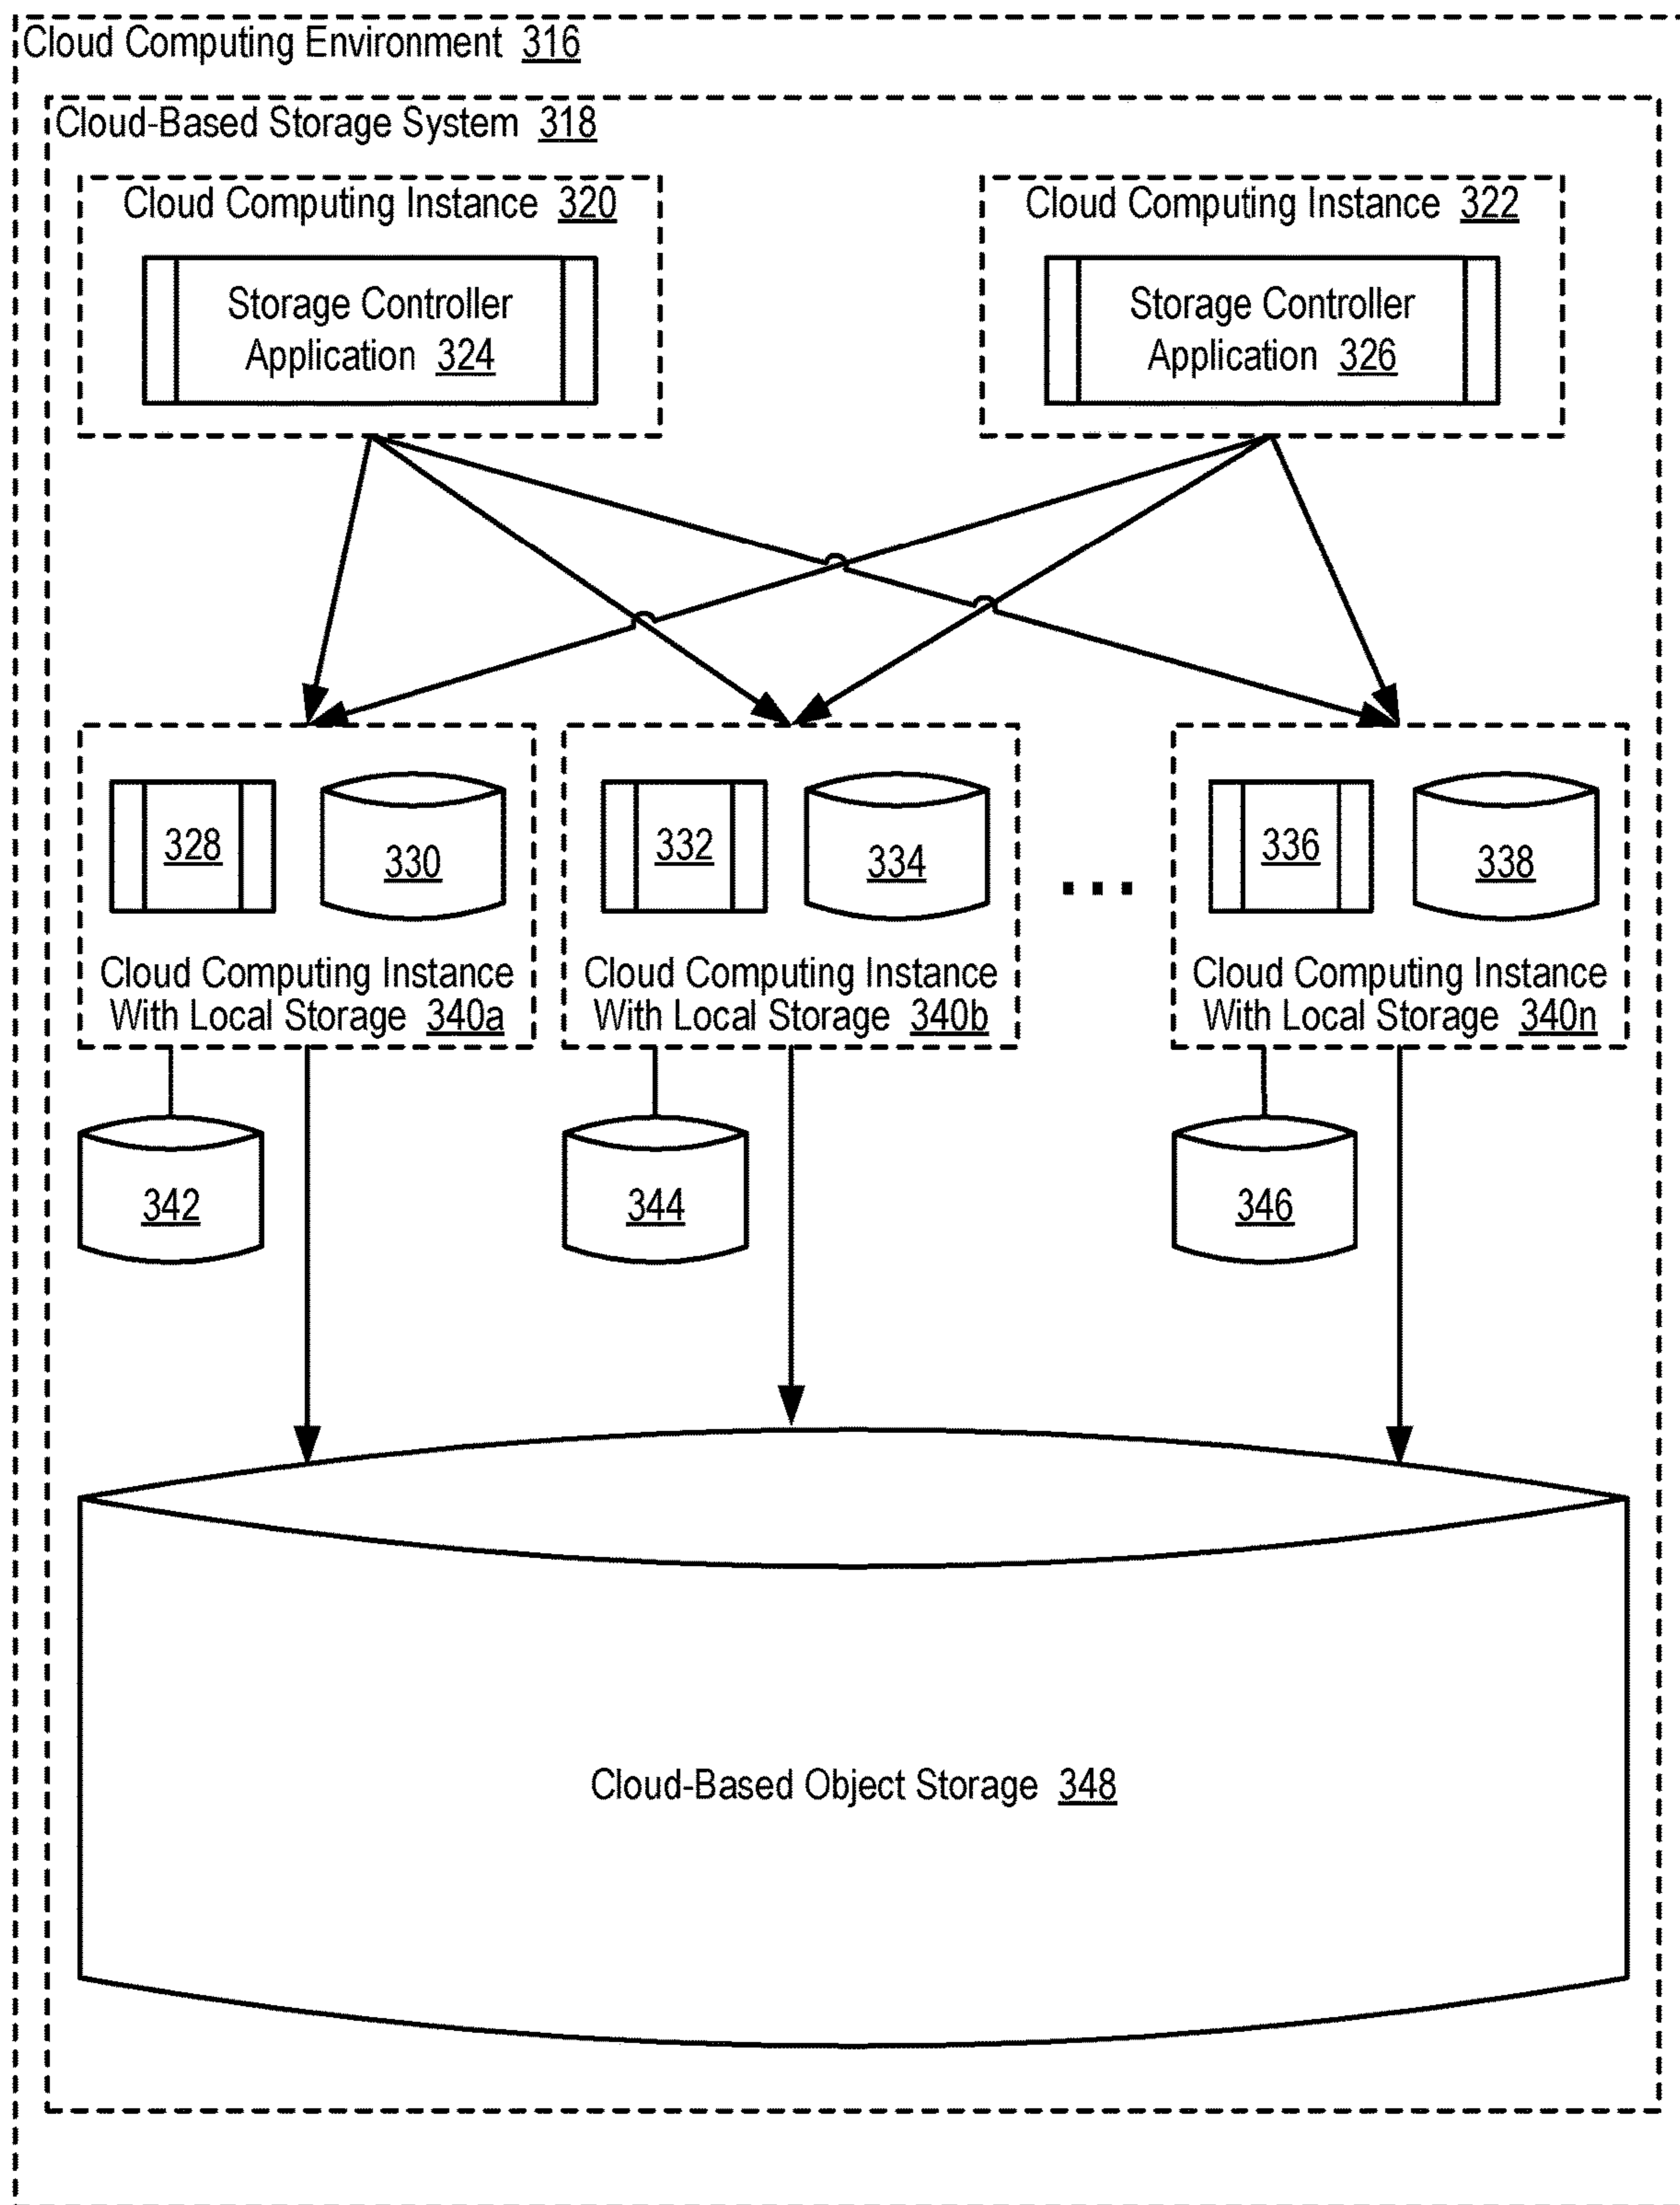 Cloud Computing Environment 316
Cloud-Based Storage System 318
Cloud Computing Instance 320
Storage Controller
Application 324
Cloud Computing Instance 322
Storage Controller
Application 326
328
330
Cloud Computing Instance
With Local Storage 340a
332
334
Cloud Computing Instance
With Local Storage 340b
...
336
338
Cloud Computing Instance
With Local Storage 340n
342
344
346
Cloud-Based Object Storage 348